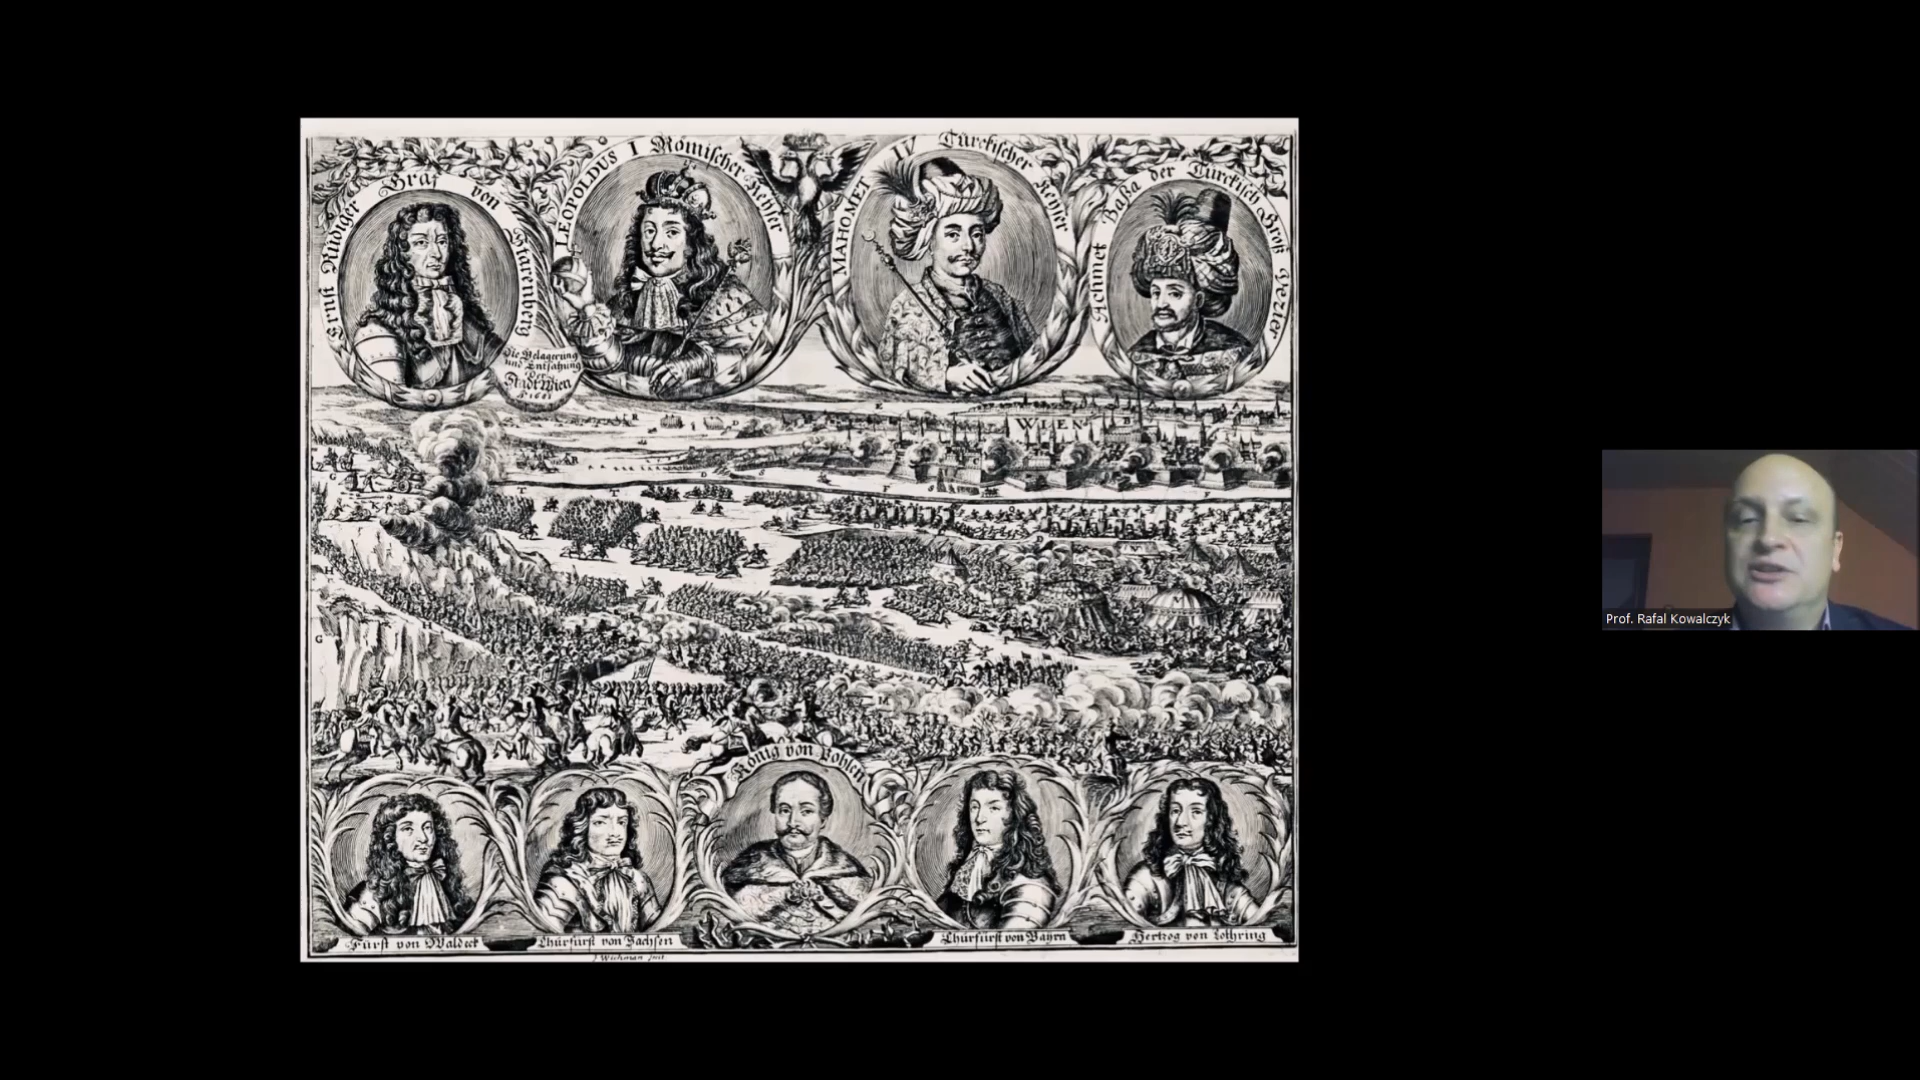 Ernst Rüdiger Graf von Starenberg
LEOPOLDUS I Römischer Keyser
MAHOMET IV Türckischer Keyser
Achmet Baßa der Türckisch Groß Vezier
Die Belagerung
und Entsatzung
der
Stadt Wien
WIEN
König von Pohlen
Fürst von Waldeck
Churfürst von Sachsen
Churfürst von Bayrn
Hertzog von Lothring
Prof. Rafal Kowalczyk